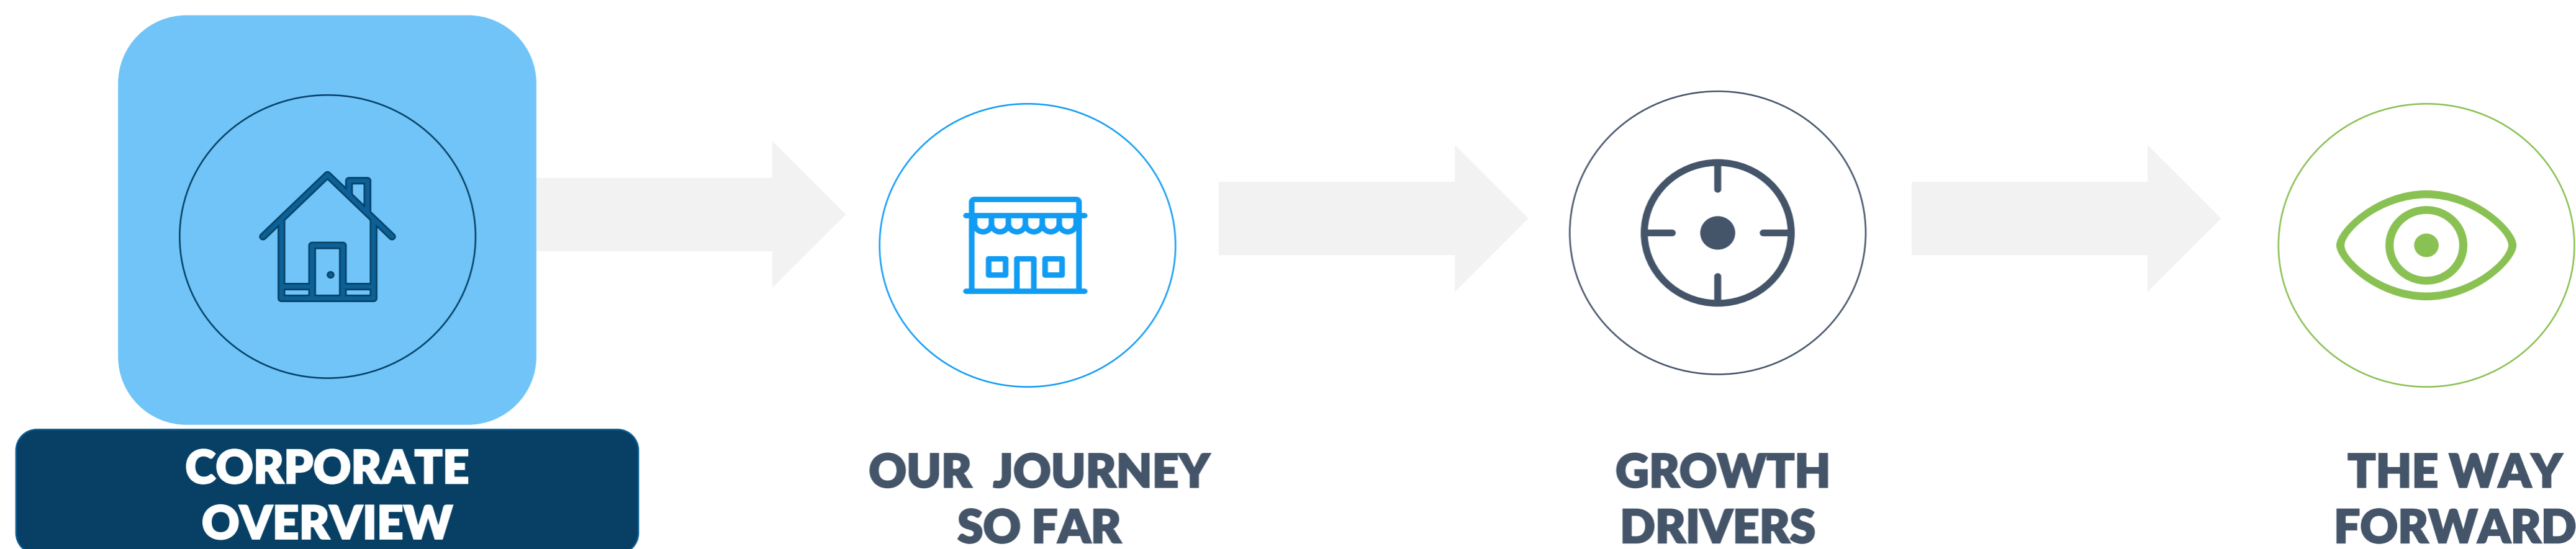 CORPORATE
OVERVIEW
OUR JOURNEY
SO FAR
GROWTH
DRIVERS
THE WAY
FORWARD